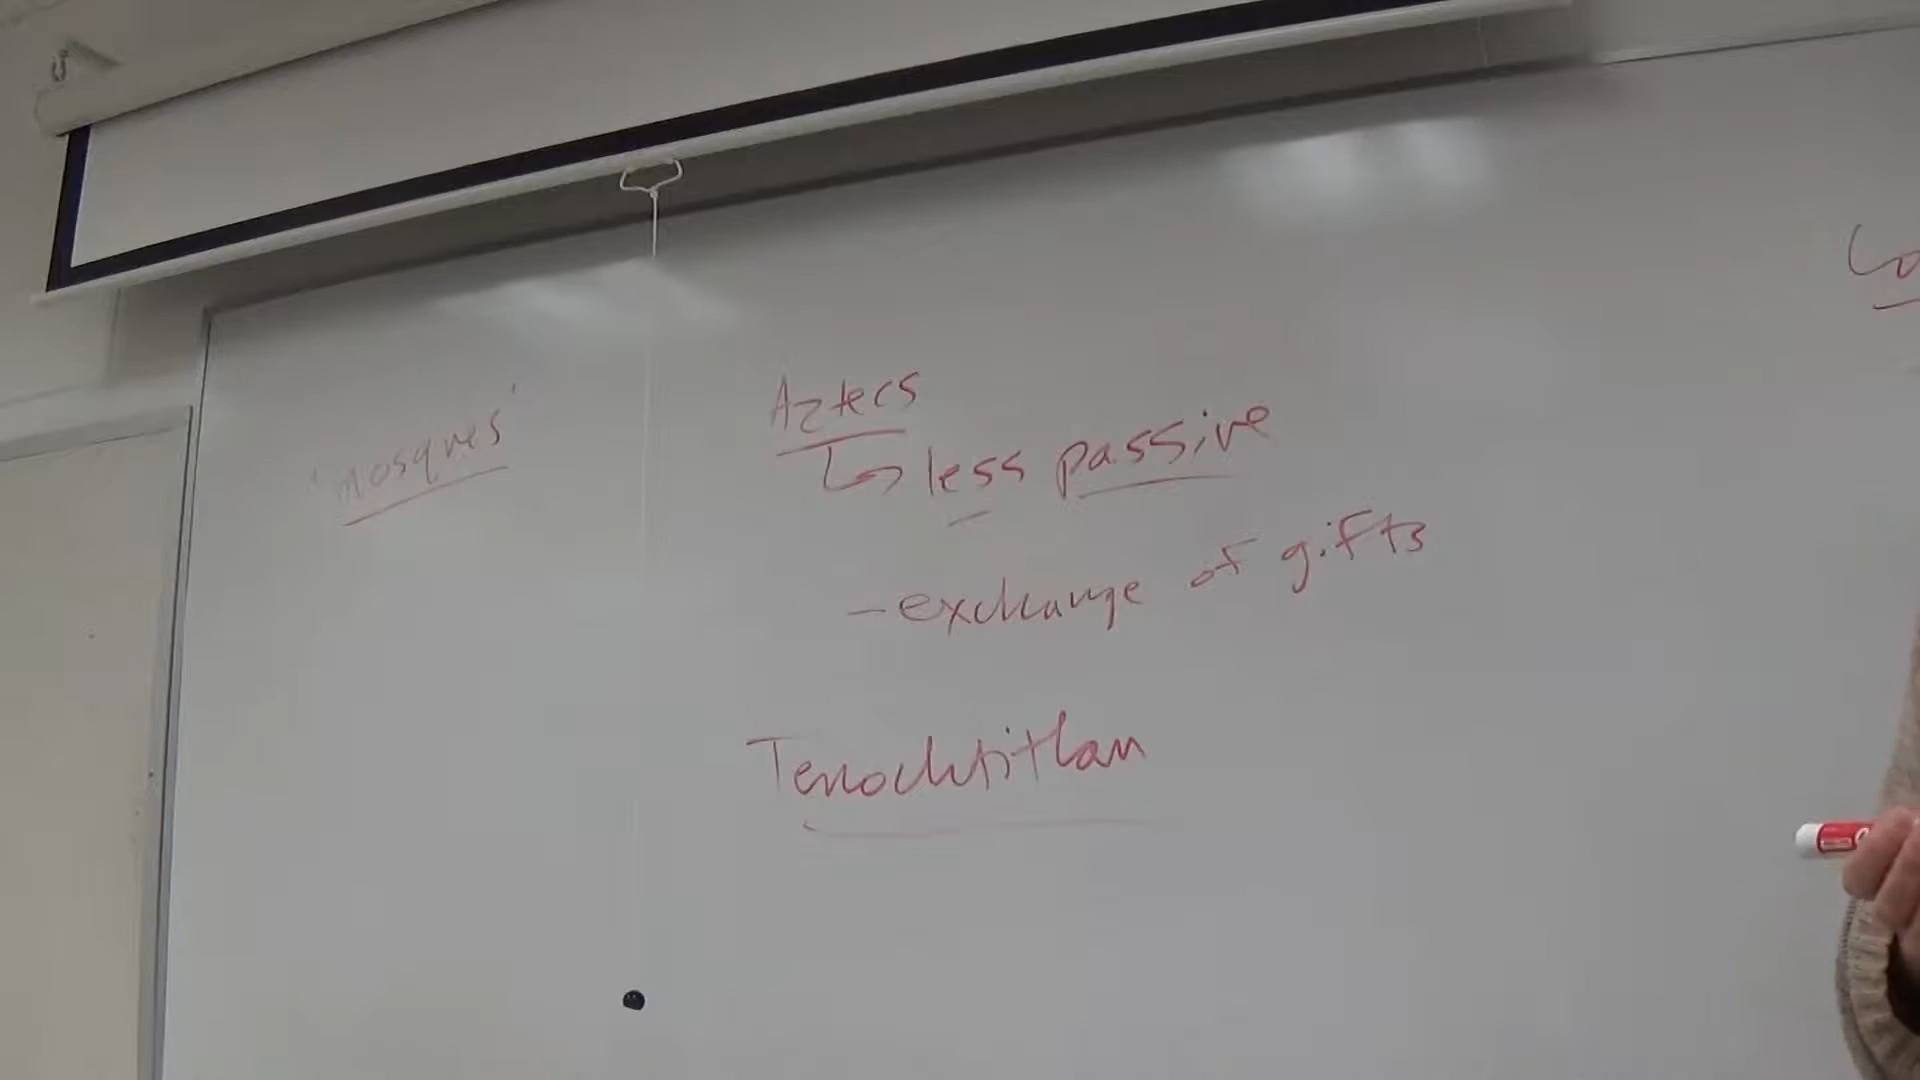 'mosques'
Aztecs
↳ less passive
- exchange of gifts
Tenochtitlan